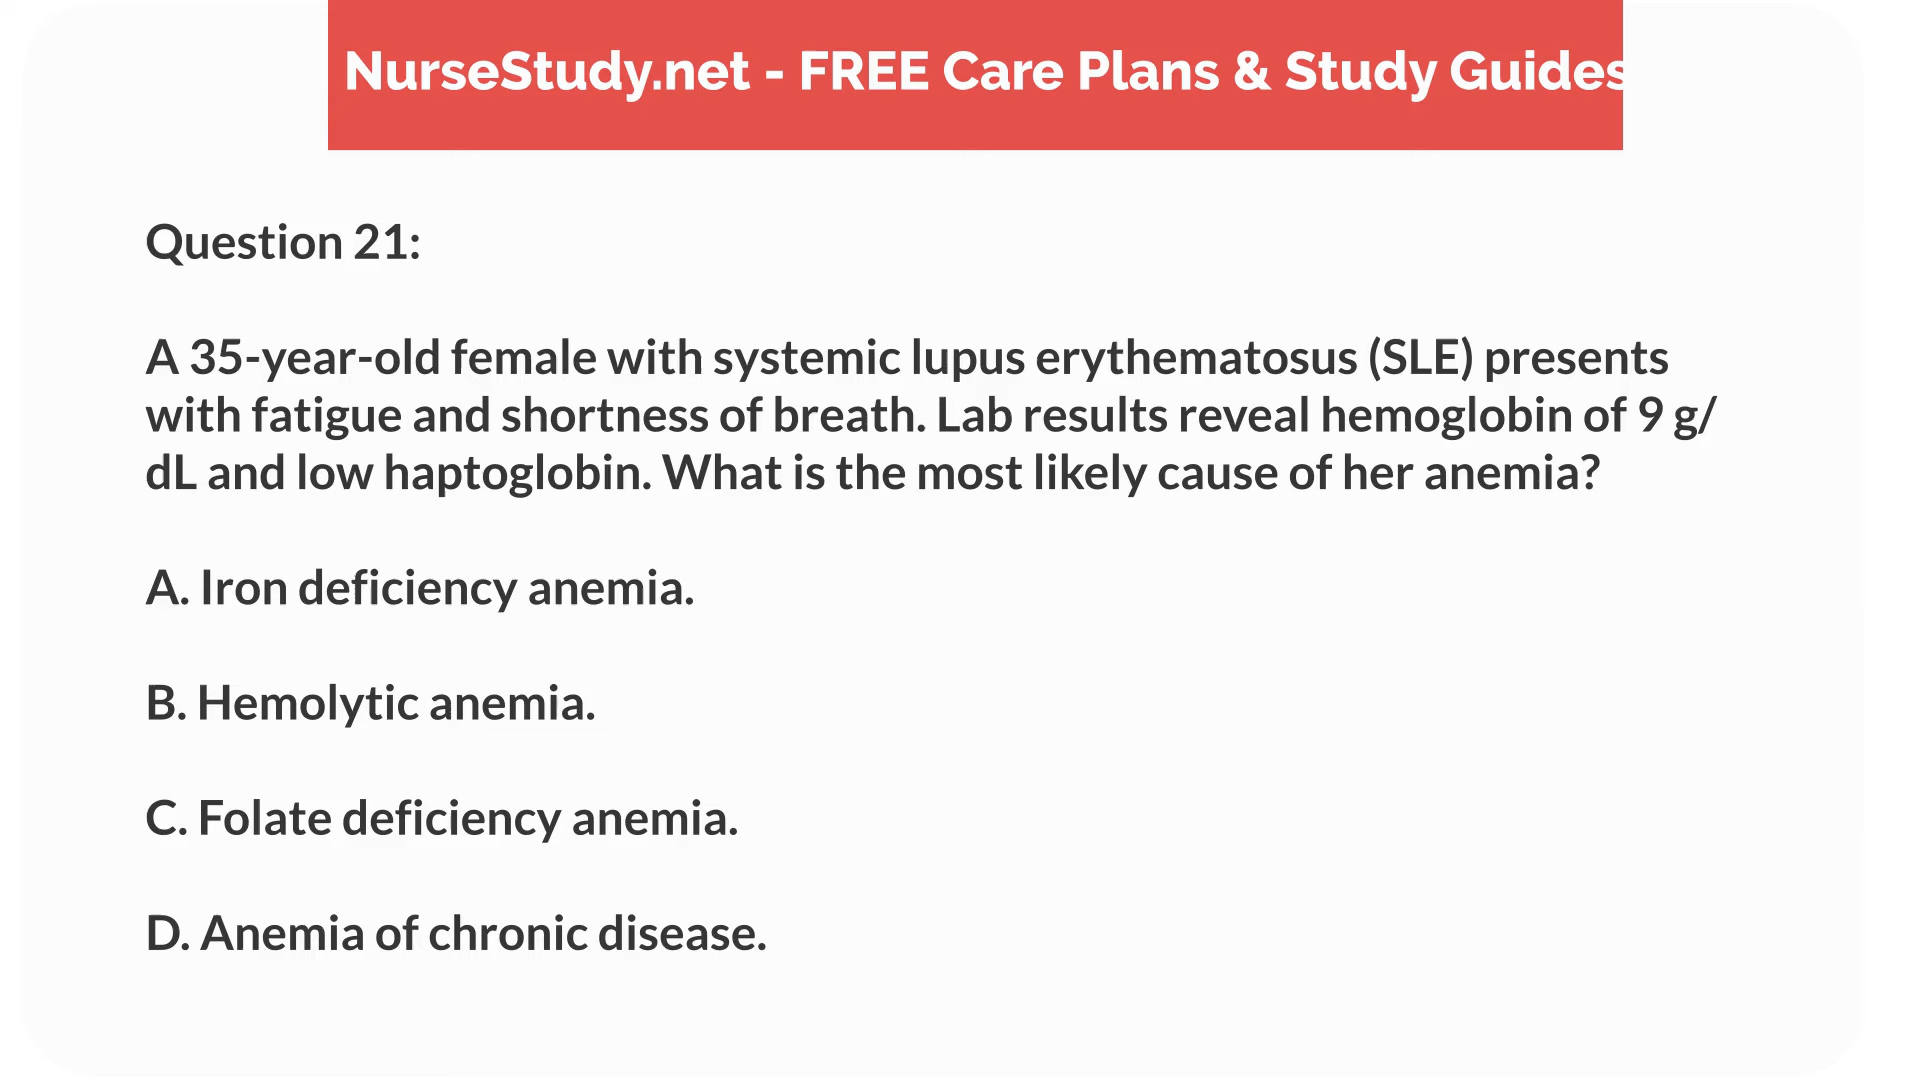 NurseStudy.net - FREE Care Plans & Study Guides
Question 21:
A 35-year-old female with systemic lupus erythematosus (SLE) presents
with fatigue and shortness of breath. Lab results reveal hemoglobin of 9 g/
dL and low haptoglobin. What is the most likely cause of her anemia?
A. Iron deficiency anemia.
B. Hemolytic anemia.
C. Folate deficiency anemia.
D. Anemia of chronic disease.